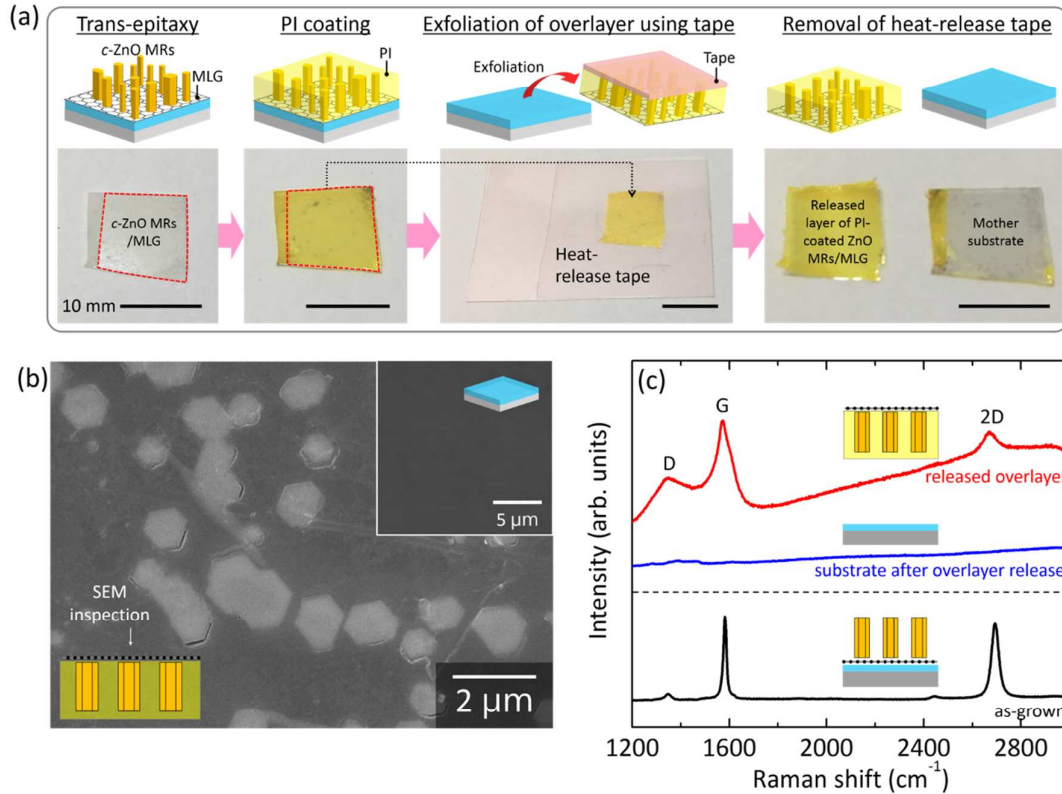 (a)
Trans-epitaxy
PI coating
Exfoliation of overlayer using tape
Removal of heat-release tape
c-ZnO MRs
MLG
PI
Exfoliation
Tape
c-ZnO MRs
/MLG
10 mm
Heat-
release tape
Released
layer of PI-
coated ZnO
MRs/MLG
Mother
substrate
(b)
5 μm
SEM
inspection
2 μm
(c)
Intensity (arb. units)
D
G
2D
released overlayer
substrate after overlayer release
as-grown
1200
1600
2000
2400
2800
Raman shift (cm⁻¹)